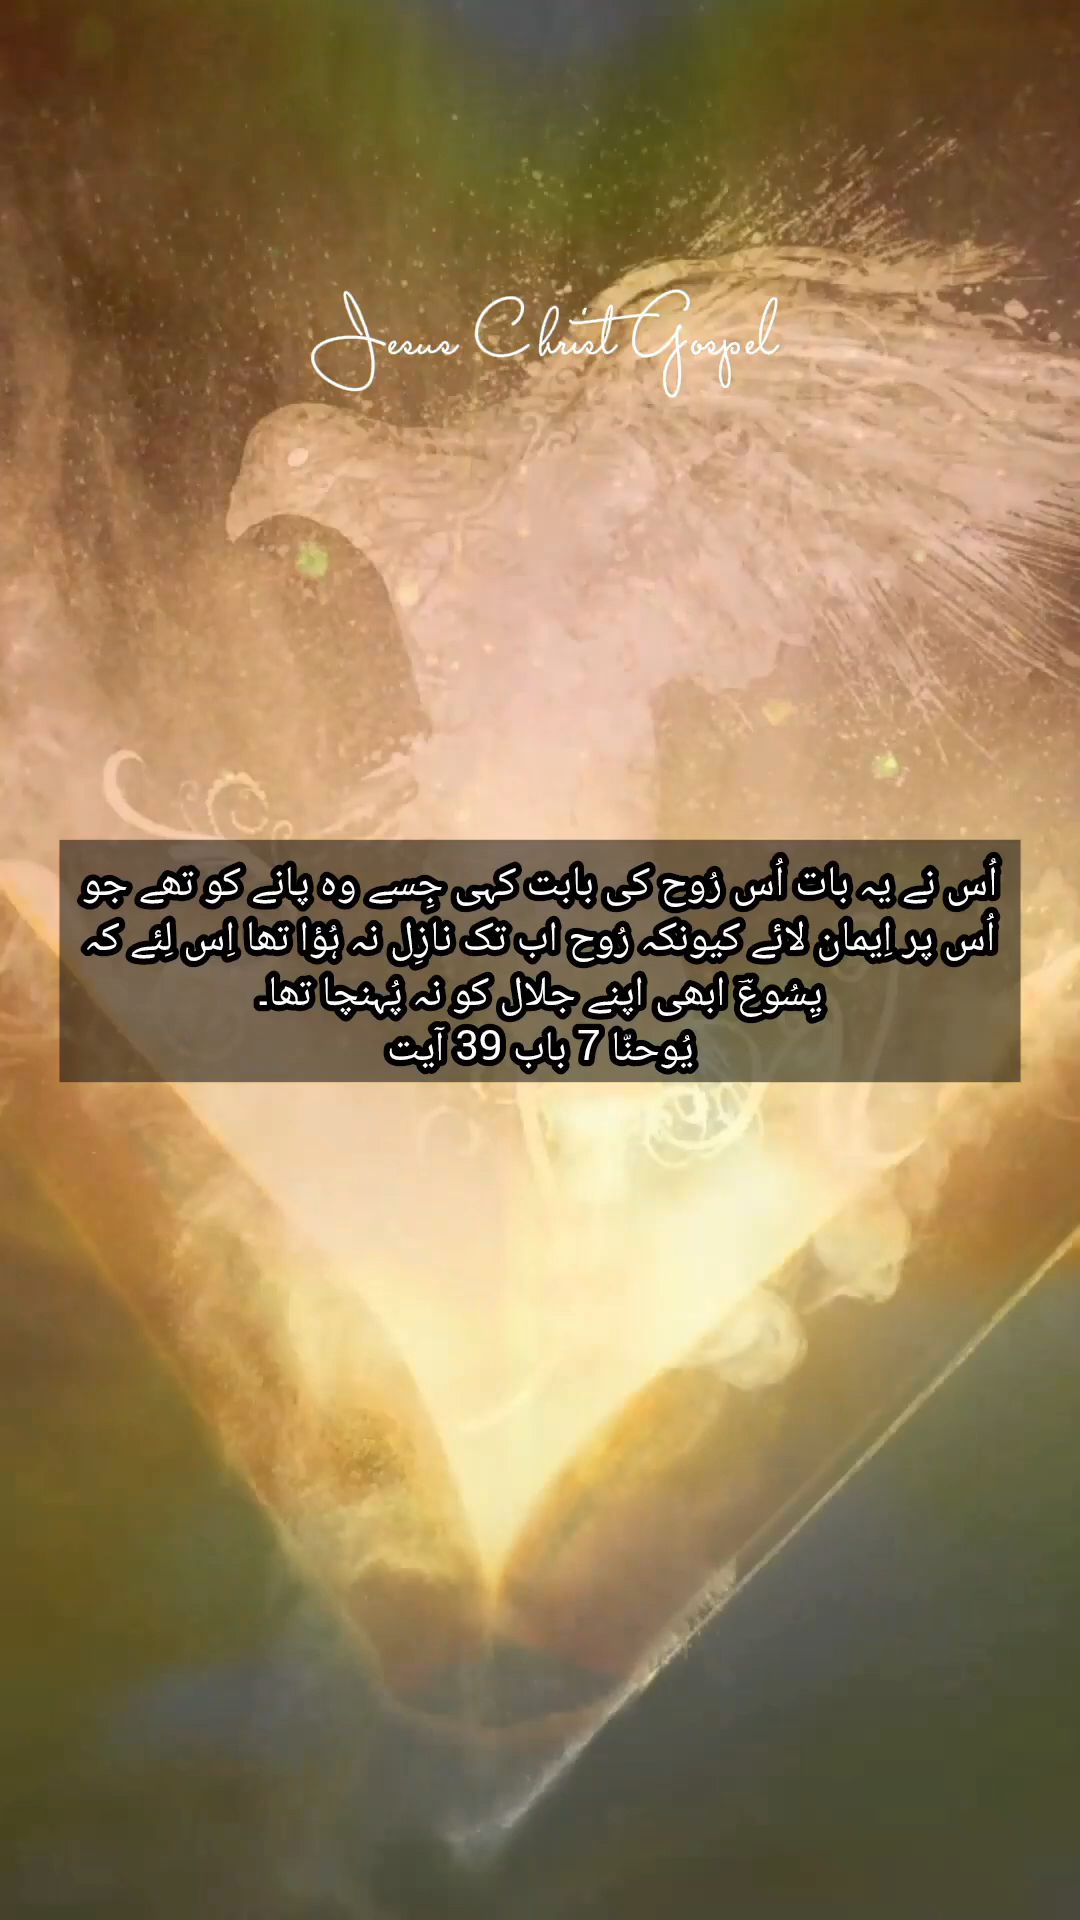 Jesus Christ Gospel
اُس نے یہ بات اُس رُوح کی بابت کہی جِسے وہ پانے کو تھے جو
اُس پر اِیمان لائے کیونکہ رُوح اب تک نازِل نہ ہُؤا تھا اِس لِئے کہ
یِسُوعؔ ابھی اپنے جلال کو نہ پُہنچا تھا۔
یُوحنّا 7 باب 39 آیت